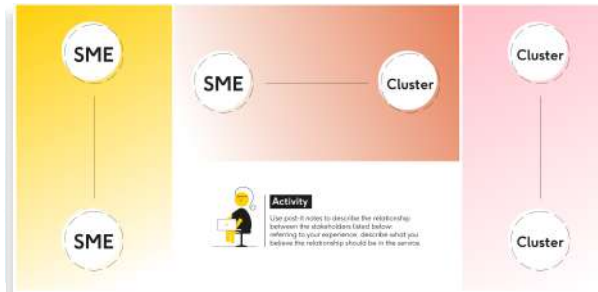 SME
SME
SME
Cluster
Activity
Use post-it notes to describe the relationship
between the stakeholders listed below:
referring to your experience, describe what you
believe the relationship should be in the service.
Cluster
Cluster